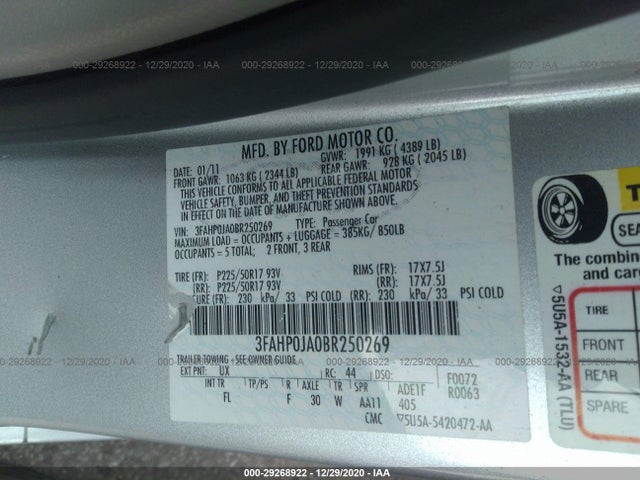 000-29268922 - 12/29/2020 - IAA 000-29268922 - 12/29/2020 - IAA 000-29268922 - 12/29/2020 - IAA
MFD. BY FORD MOTOR CO.
DATE: 01/11 GVWR: 1991 KG ( 4389 LB)
FRONT GAWR: 1063 KG ( 2344 LB) REAR GAWR: 928 KG ( 2045 LB)
THIS VEHICLE CONFORMS TO ALL APPLICABLE FEDERAL MOTOR
VEHICLE SAFETY, BUMPER, AND THEFT PREVENTION STANDARDS
IN EFFECT ON THE DATE OF MANUFACTURE SHOWN ABOVE.
VIN: 3FAHP0JA0BR250269 TYPE: Passenger Car
MAXIMUM LOAD = OCCUPANTS + LUGGAGE = 385KG/ 850LB
OCCUPANTS = 5 TOTAL; 2 FRONT, 3 REAR
TIRE (FR): P225/50R17 93V RIMS (FR): 17X7.5J
(RR): P225/50R17 93V (RR): 17X7.5J
URE (FR): 230 kPa/ 33 PSI COLD (RR): 230 kPa/ 33 PSI COLD
3FAHP0JA0BR250269
TRAILER TOWING - SEE OWNER GUIDE
EXT PNT: UX RC: 44 DSO: F0072
INT TR TP/PS R AXLE TR SPR ADE1F R0063
FL F 30 W AA11 405
CMC ▽5U5A-5420472-AA
T
The combin
and car
TIRE
FRONT
REAR
SPARE
▽5U5A-1532-AA (TLU)
000-29268922 - 12/29/2020 - IAA